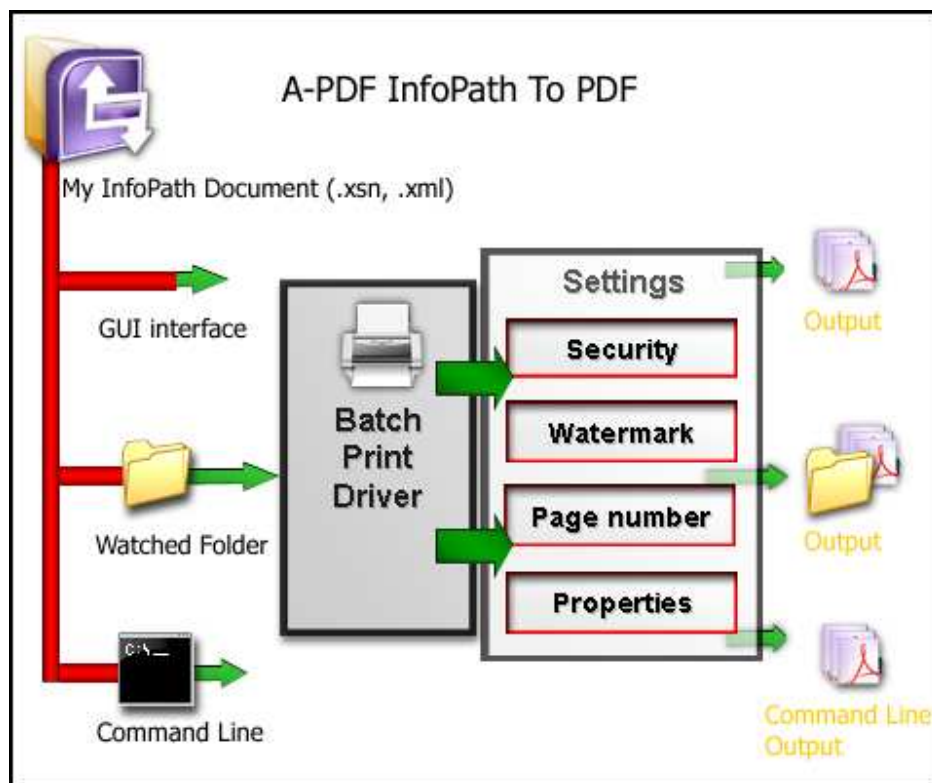 A-PDF InfoPath To PDF
My InfoPath Document (.xsn, .xml)
GUI interface
Watched Folder
C:\
Command Line
Batch
Print
Driver
Settings
Security
Watermark
Page number
Properties
Output
Output
Command Line
Output